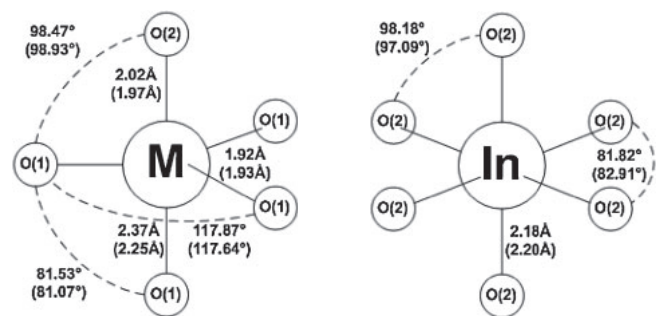 98.47°
(98.93°)
O(2)
2.02Å
(1.97Å)
O(1)
O(1)
M
1.92Å
(1.93Å)
O(1)
2.37Å
(2.25Å)
117.87°
(117.64°)
81.53°
(81.07°)
O(1)
98.18°
(97.09°)
O(2)
O(2)
O(2)
In
81.82°
(82.91°)
O(2)
O(2)
2.18Å
(2.20Å)
O(2)